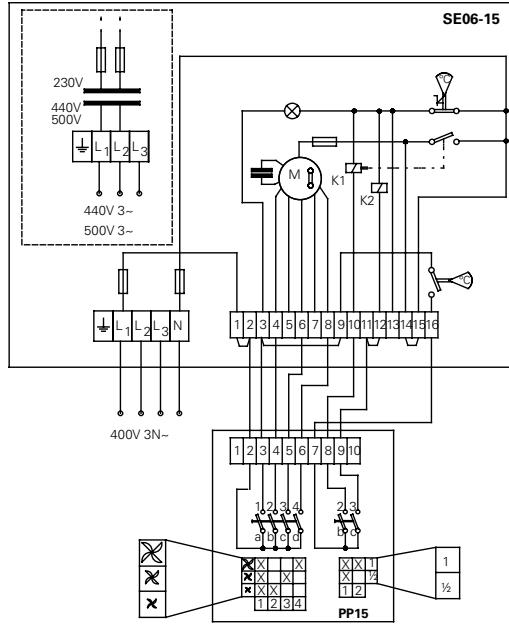 SE06-15
230V
440V
500V
L1 L2 L3
440V 3~
500V 3~
°C
M
K1
K2
°C
L1 L2 L3 N
1 2 3 4 5 6 7 8 9 10 11 12 13 14 15 16
400V 3N~
1 2 3 4 5 6 7 8 9 10
1 2 3 4
2 3
a b c d
b c
X X
X X
X X
1 2 3 4
X X 1
X ½
1 2
1
½
PP15